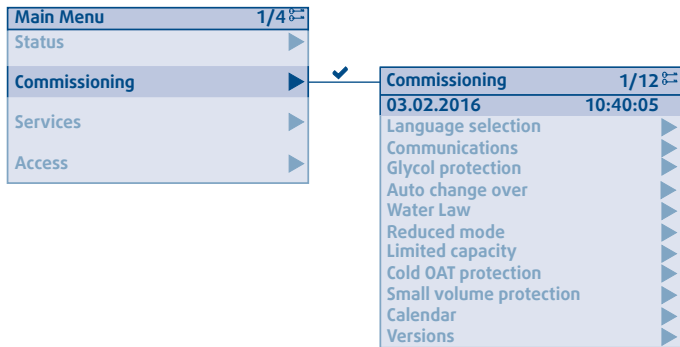 Main Menu 1/4
Status
Commissioning
Services
Access
Commissioning 1/12
03.02.2016 10:40:05
Language selection
Communications
Glycol protection
Auto change over
Water Law
Reduced mode
Limited capacity
Cold OAT protection
Small volume protection
Calendar
Versions